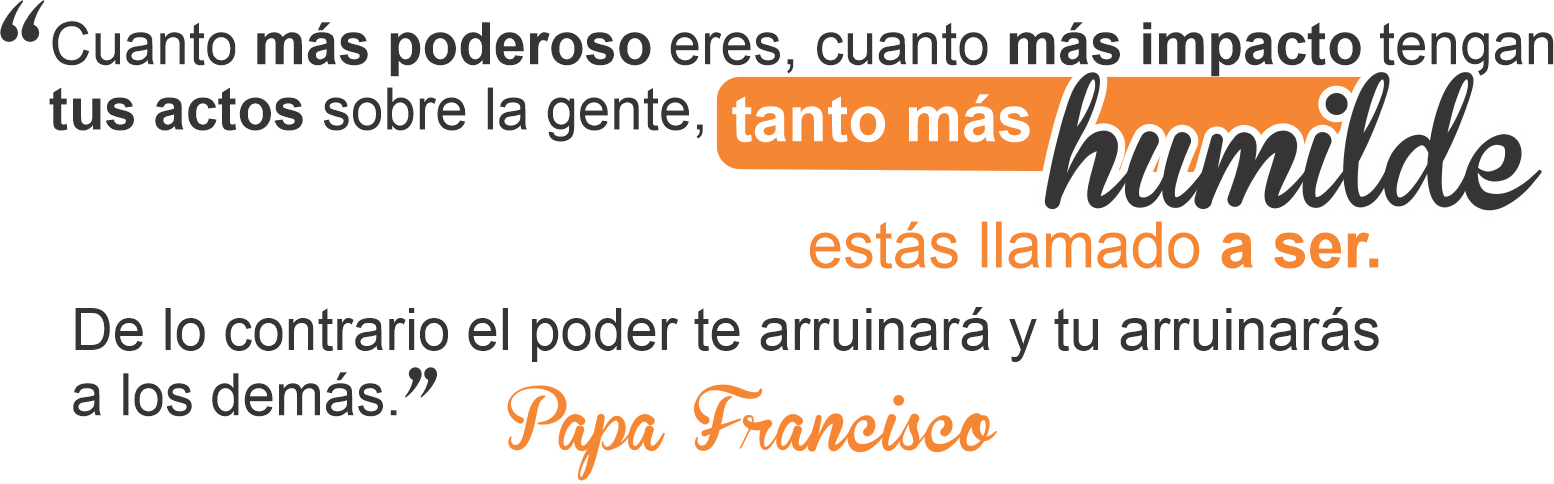 “Cuanto más poderoso eres, cuanto más impacto tengan
tus actos sobre la gente, tanto más humilde
estás llamado a ser.
De lo contrario el poder te arruinará y tu arruinarás
a los demás.”
Papa Francisco